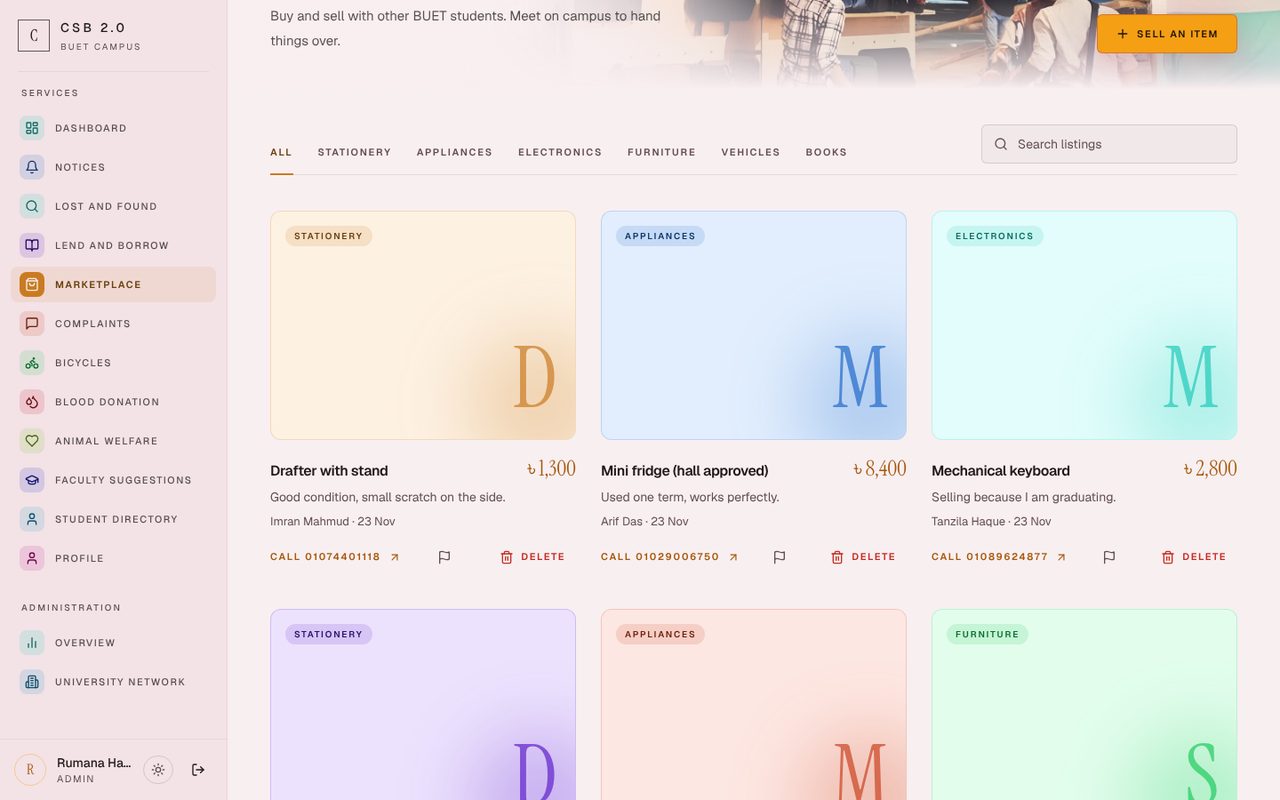 C
CSB 2.0
BUET CAMPUS
SERVICES
DASHBOARD
NOTICES
LOST AND FOUND
LEND AND BORROW
MARKETPLACE
COMPLAINTS
BICYCLES
BLOOD DONATION
ANIMAL WELFARE
FACULTY SUGGESTIONS
STUDENT DIRECTORY
PROFILE
ADMINISTRATION
OVERVIEW
UNIVERSITY NETWORK
R
Rumana Ha...
ADMIN
Buy and sell with other BUET students. Meet on campus to hand
things over.
SELL AN ITEM
ALL STATIONERY APPLIANCES ELECTRONICS FURNITURE VEHICLES BOOKS
Search listings
STATIONERY
D
Drafter with stand ৳ 1,300
Good condition, small scratch on the side.
Imran Mahmud · 23 Nov
CALL 01074401118 DELETE
APPLIANCES
M
Mini fridge (hall approved) ৳ 8,400
Used one term, works perfectly.
Arif Das · 23 Nov
CALL 01029006750 DELETE
ELECTRONICS
M
Mechanical keyboard ৳ 2,800
Selling because I am graduating.
Tanzila Haque · 23 Nov
CALL 01089624877 DELETE
STATIONERY
D
APPLIANCES
M
FURNITURE
S